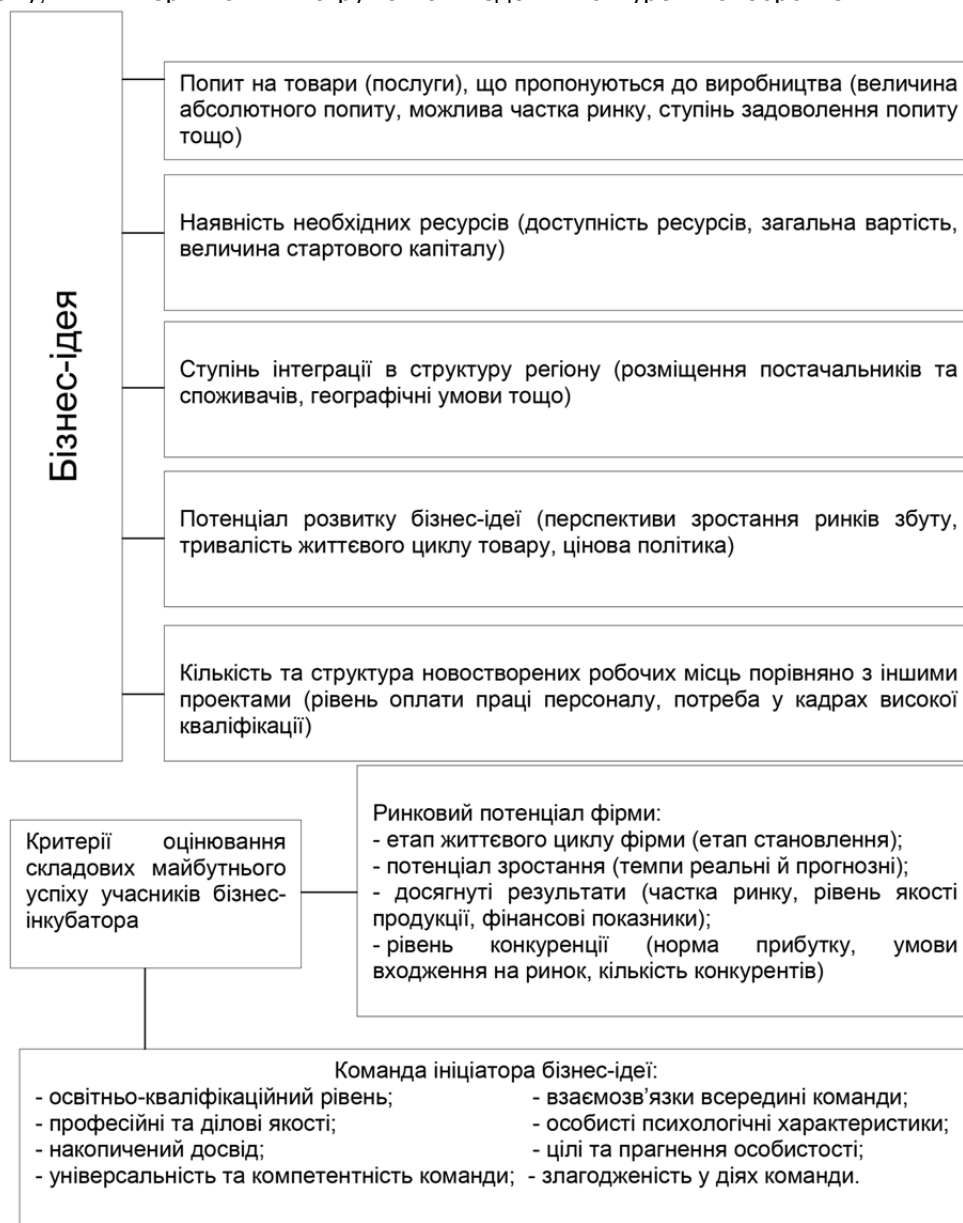 Попит на товари (послуги), що пропонуються до виробництва (величина
абсолютного попиту, можлива частка ринку, ступінь задоволення попиту
тощо)
Наявність необхідних ресурсів (доступність ресурсів, загальна вартість,
величина стартового капіталу)
Бізнес-ідея
Ступінь інтеграції в структуру регіону (розміщення постачальників та
споживачів, географічні умови тощо)
Потенціал розвитку бізнес-ідеї (перспективи зростання ринків збуту,
тривалість життєвого циклу товару, цінова політика)
Кількість та структура новостворених робочих місць порівняно з іншими
проектами (рівень оплати праці персоналу, потреба у кадрах високої
кваліфікації)
Критерії оцінювання
складових майбутнього
успіху учасників бізнес-
інкубатора
Ринковий потенціал фірми:
- етап життєвого циклу фірми (етап становлення);
- потенціал зростання (темпи реальні й прогнозні);
- досягнуті результати (частка ринку, рівень якості
продукції, фінансові показники);
- рівень конкуренції (норма прибутку, умови
входження на ринок, кількість конкурентів)
Команда ініціатора бізнес-ідеї:
- освітньо-кваліфікаційний рівень; - взаємозв’язки всередині команди;
- професійні та ділові якості; - особисті психологічні характеристики;
- накопичений досвід; - цілі та прагнення особистості;
- універсальність та компетентність команди; - злагодженість у діях команди.